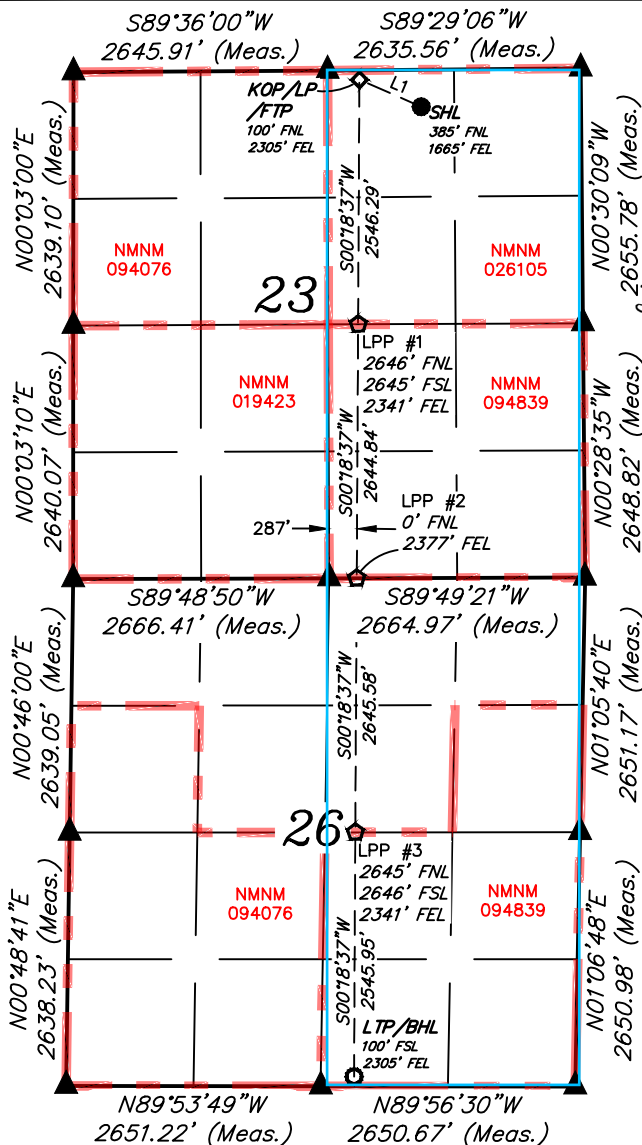 S89°36'00"W
2645.91' (Meas.)
S89°29'06"W
2635.56' (Meas.)
KOP/LP
/FTP
100' FNL
2305' FEL
L1
SHL
385' FNL
1665' FEL
N00°03'00"E
2639.10' (Meas.)
S00°18'37"W
2546.29'
N00°30'09"W
2655.78' (Meas.)
NMNM
094076
NMNM
026105
23
LPP #1
2646' FNL
2645' FSL
2341' FEL
NMNM
019423
NMNM
094839
N00°03'10"E
2640.07' (Meas.)
S00°18'37"W
2644.84'
N00°28'35"W
2648.82' (Meas.)
LPP #2
0' FNL
2377' FEL
287'
S89°48'50"W
2666.41' (Meas.)
S89°49'21"W
2664.97' (Meas.)
N00°46'00"E
2639.05' (Meas.)
S00°18'37"W
2645.58'
N01°05'40"E
2651.17' (Meas.)
26
LPP #3
2645' FNL
2646' FSL
2341' FEL
NMNM
094076
NMNM
094839
N00°48'41"E
2638.23' (Meas.)
S00°18'37"W
2545.95'
N01°06'48"E
2650.98' (Meas.)
LTP/BHL
100' FSL
2305' FEL
N89°53'49"W
2651.22' (Meas.)
N89°56'30"W
2650.67' (Meas.)